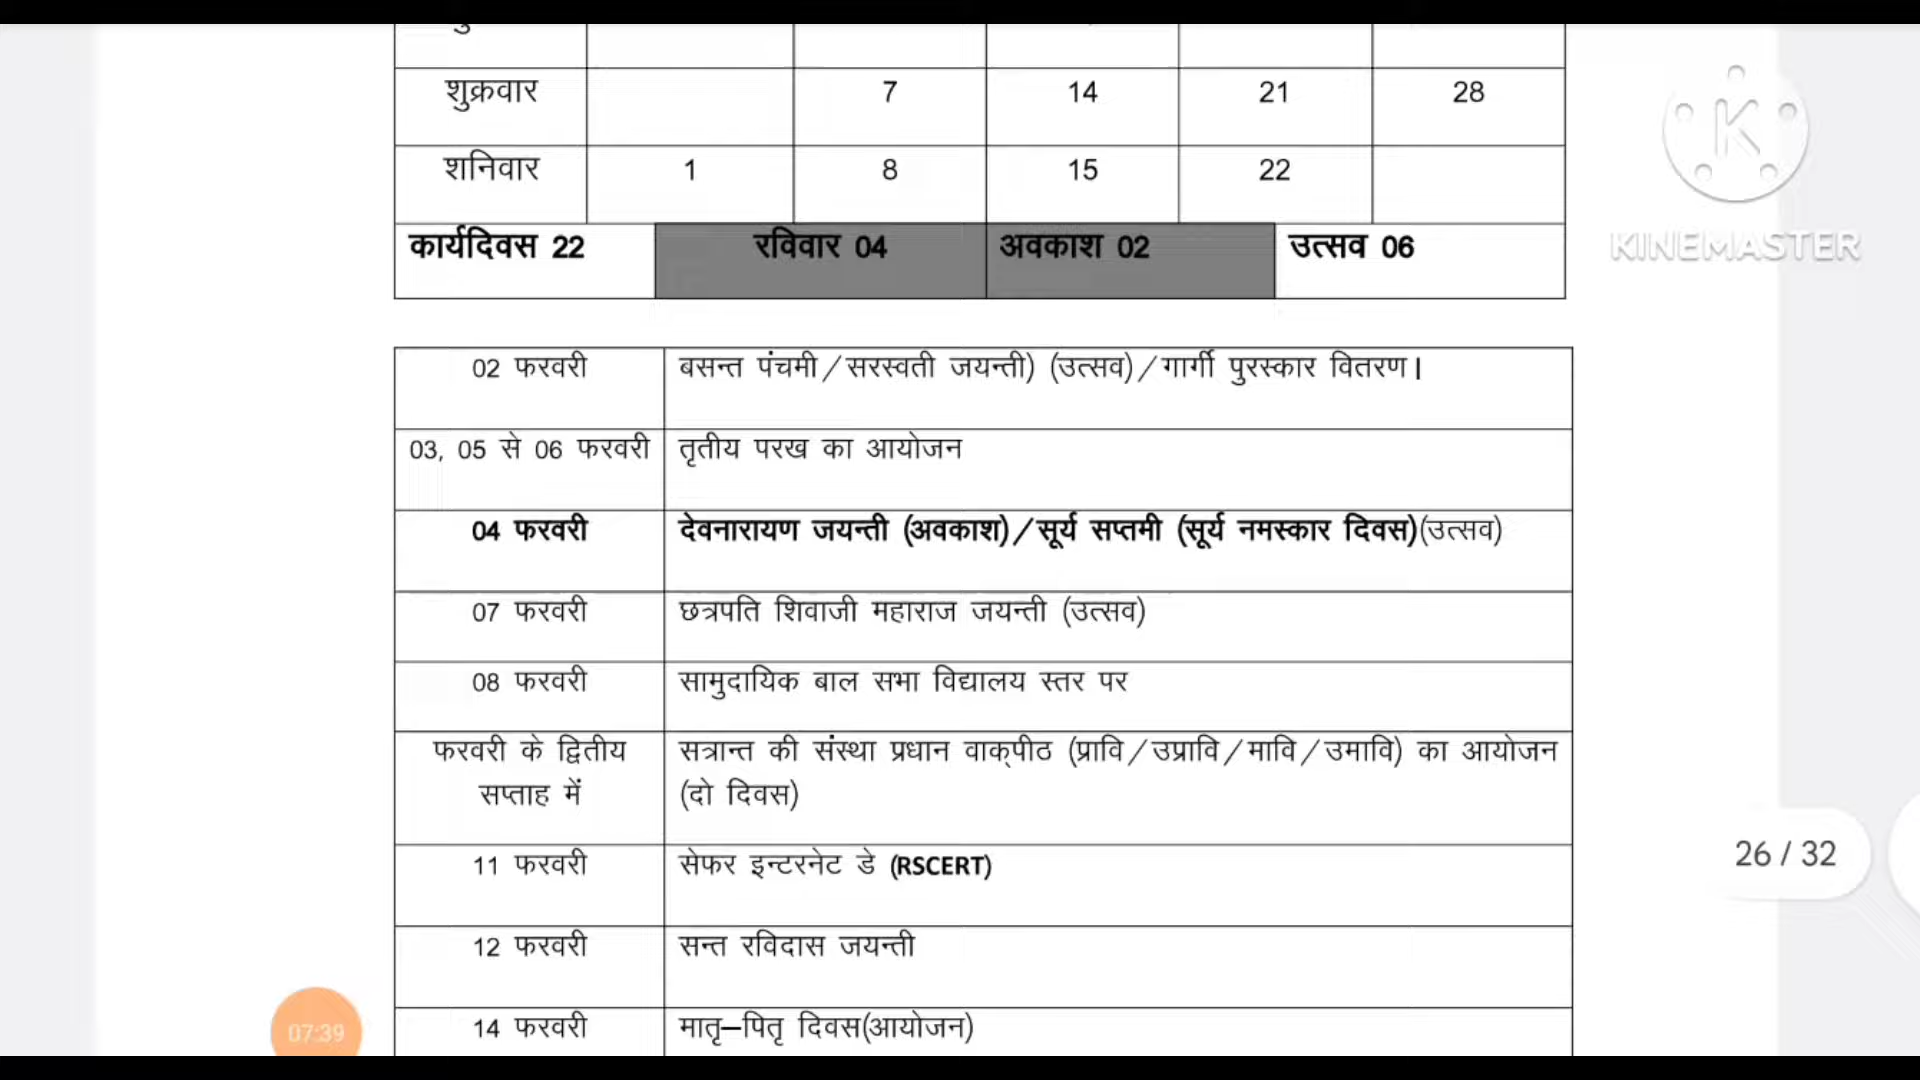 शुक्रवार 7 14 21 28
शनिवार 1 8 15 22
कार्यदिवस 22 रविवार 04 अवकाश 02 उत्सव 06
KINEMASTER
02 फरवरी बसन्त पंचमी/सरस्वती जयन्ती) (उत्सव)/गार्गी पुरस्कार वितरण।
03, 05 से 06 फरवरी तृतीय परख का आयोजन
04 फरवरी देवनारायण जयन्ती (अवकाश)/सूर्य सप्तमी (सूर्य नमस्कार दिवस)(उत्सव)
07 फरवरी छत्रपति शिवाजी महाराज जयन्ती (उत्सव)
08 फरवरी सामुदायिक बाल सभा विद्यालय स्तर पर
फरवरी के द्वितीय सत्रान्त की संस्था प्रधान वाक्‌पीठ (प्रावि/उप्रावि/मावि/उमावि) का आयोजन
सप्ताह में (दो दिवस)
11 फरवरी सेफर इन्टरनेट डे (RSCERT)
26 / 32
12 फरवरी सन्त रविदास जयन्ती
14 फरवरी मातृ–पितृ दिवस(आयोजन)
07:39